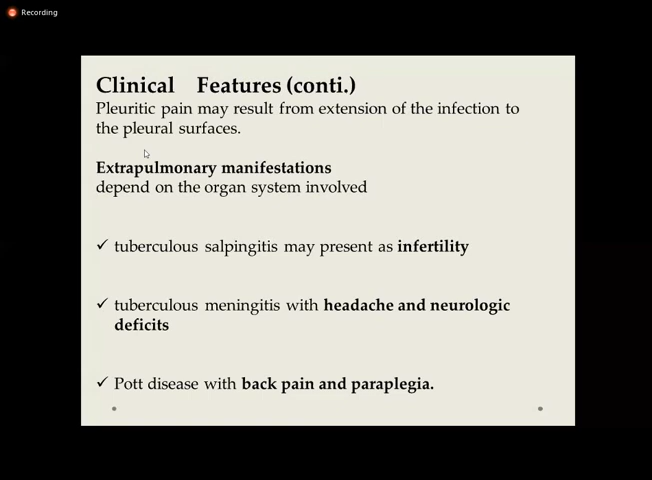 Recording
Clinical Features (conti.)
Pleuritic pain may result from extension of the infection to
the pleural surfaces.
Extrapulmonary manifestations
depend on the organ system involved
✓ tuberculous salpingitis may present as infertility
✓ tuberculous meningitis with headache and neurologic
deficits
✓ Pott disease with back pain and paraplegia.